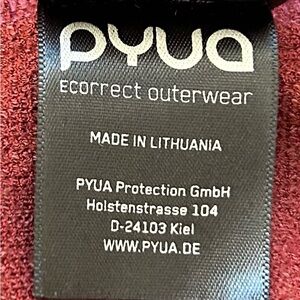 PYUA
Ecorrect outerwear
MADE IN LITHUANIA
PYUA Protection GmbH
Holstenstrasse 104
D-24103 Kiel
WWW.PYUA.DE